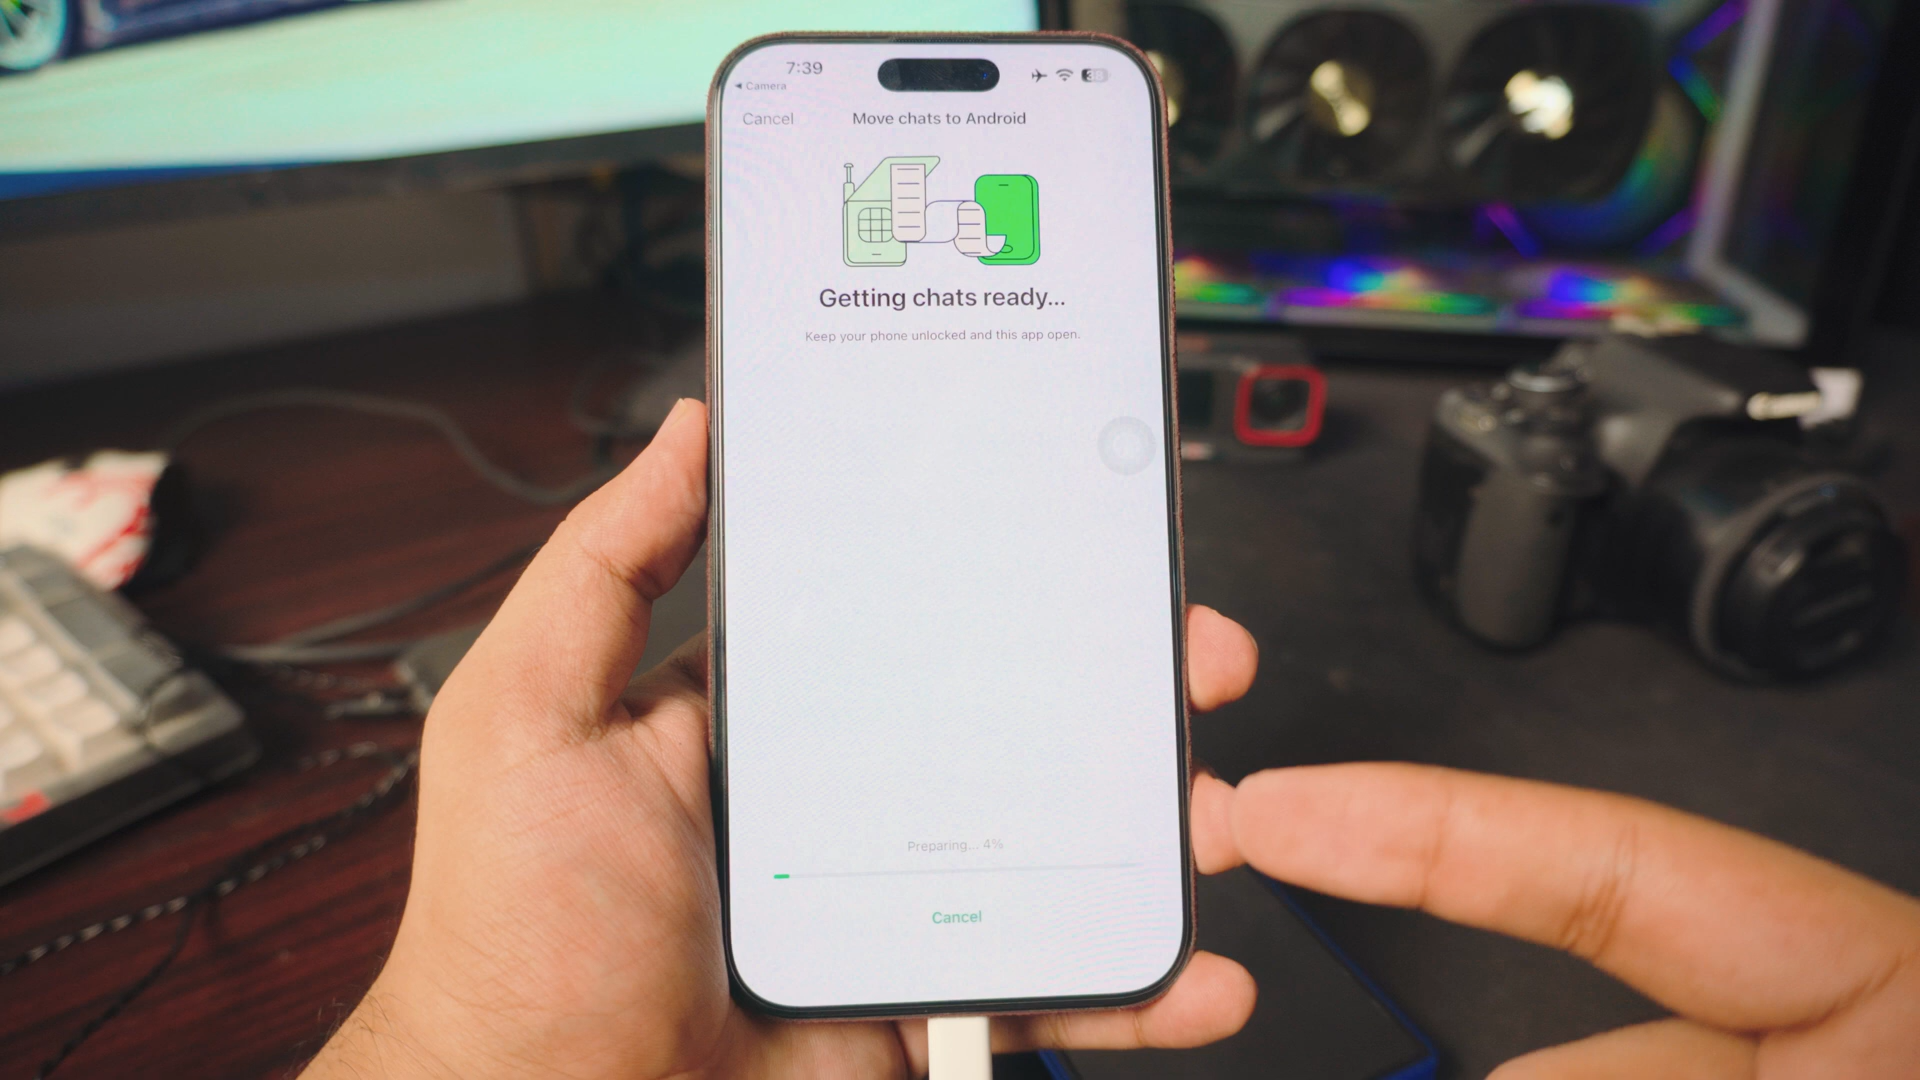 7:39
38
◂ Camera
Cancel
Move chats to Android
Getting chats ready...
Keep your phone unlocked and this app open.
Preparing... 4%
Cancel